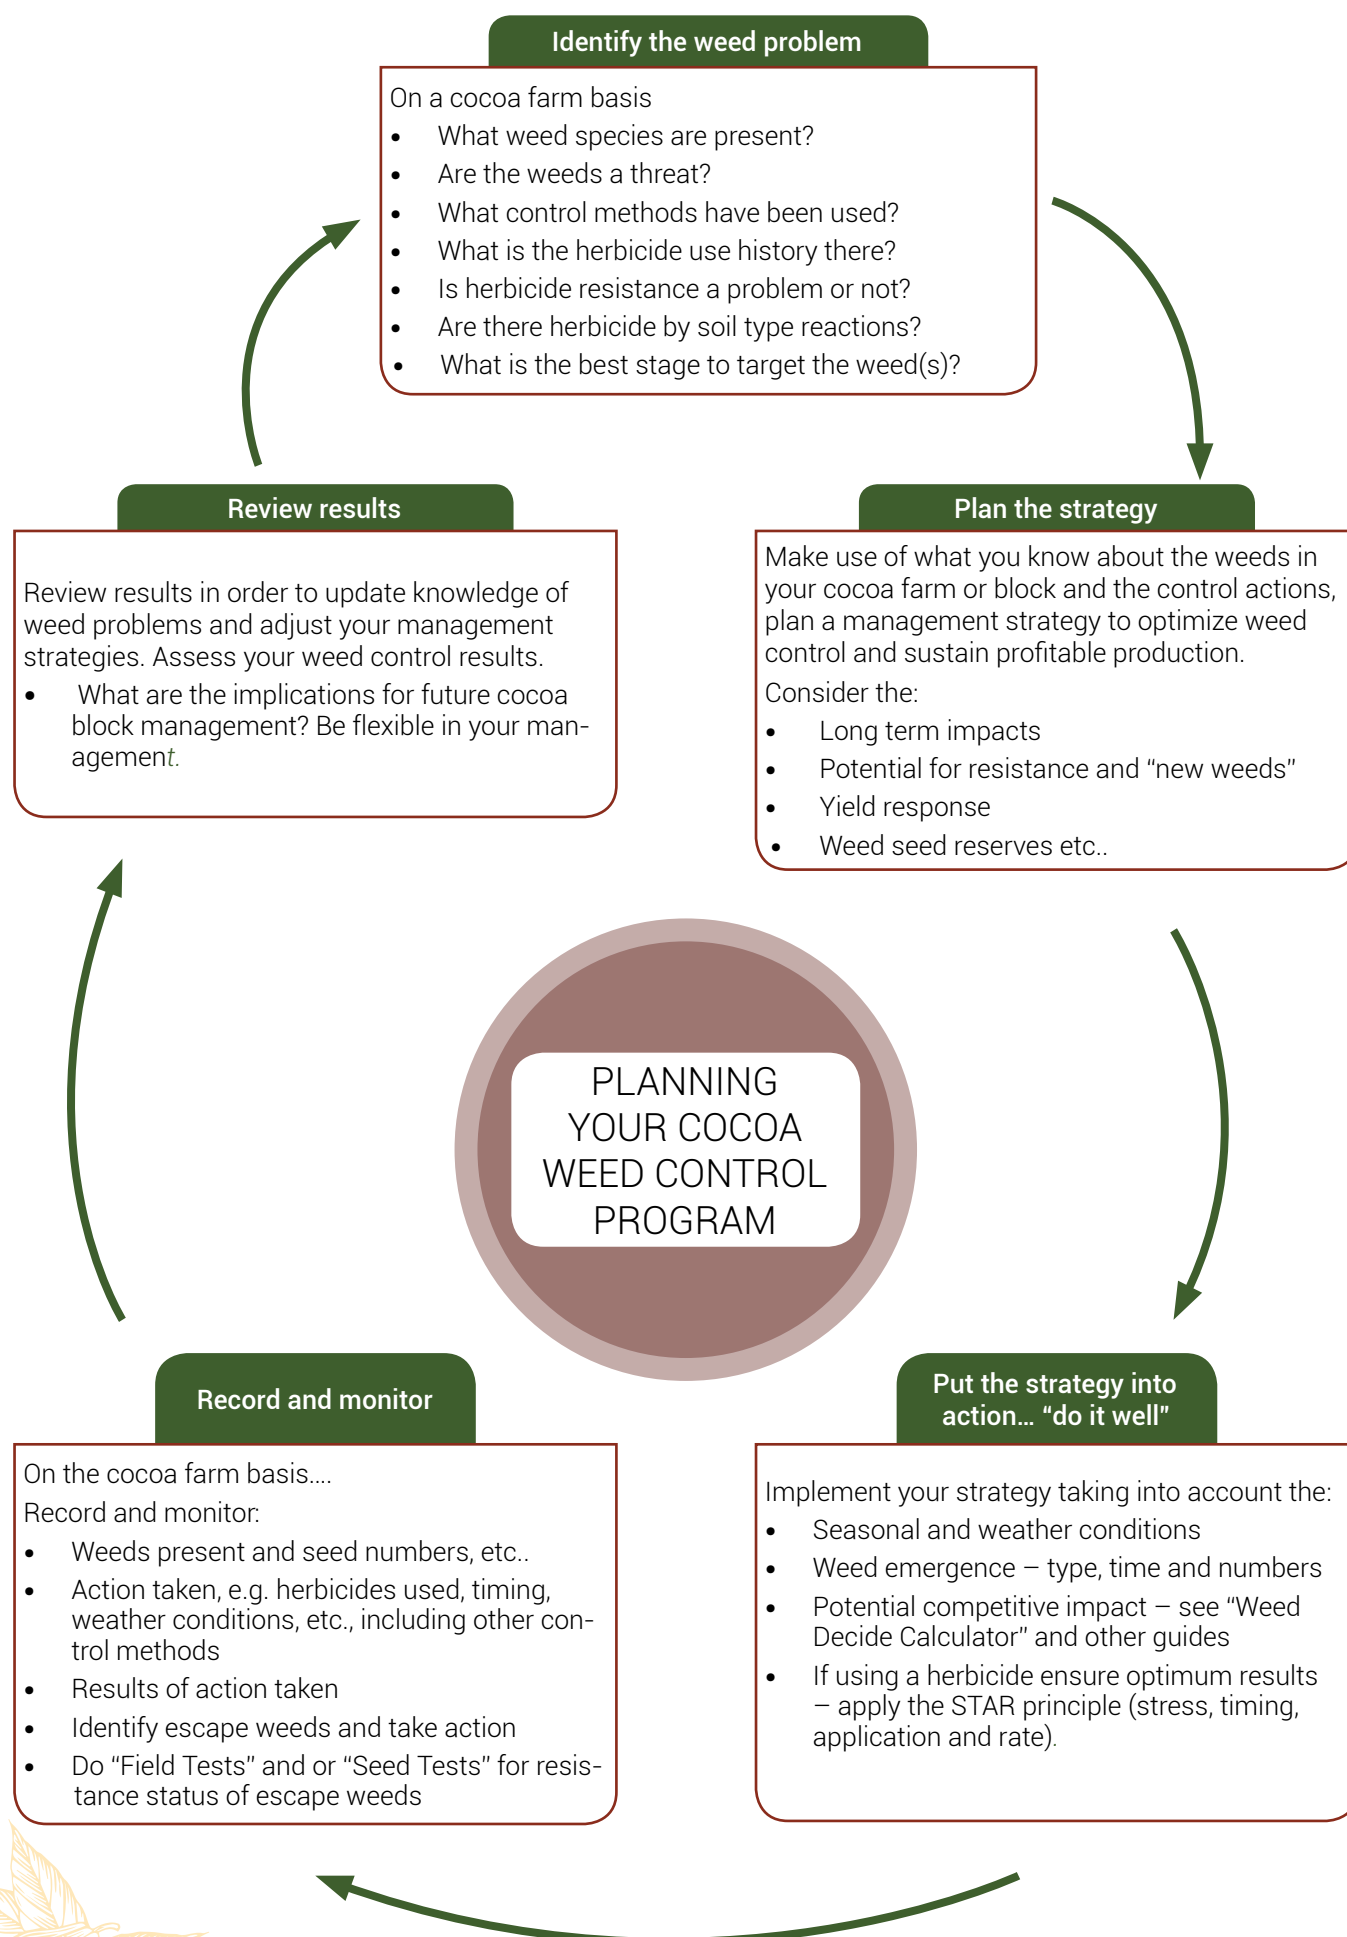 Identify the weed problem
On a cocoa farm basis
• What weed species are present?
• Are the weeds a threat?
• What control methods have been used?
• What is the herbicide use history there?
• Is herbicide resistance a problem or not?
• Are there herbicide by soil type reactions?
• What is the best stage to target the weed(s)?
Plan the strategy
Make use of what you know about the weeds in
your cocoa farm or block and the control actions,
plan a management strategy to optimize weed
control and sustain profitable production.
Consider the:
• Long term impacts
• Potential for resistance and “new weeds”
• Yield response
• Weed seed reserves etc..
Put the strategy into
action... “do it well”
Implement your strategy taking into account the:
• Seasonal and weather conditions
• Weed emergence – type, time and numbers
• Potential competitive impact – see “Weed
Decide Calculator” and other guides
• If using a herbicide ensure optimum results
– apply the STAR principle (stress, timing,
application and rate).
Record and monitor
On the cocoa farm basis....
Record and monitor:
• Weeds present and seed numbers, etc..
• Action taken, e.g. herbicides used, timing,
weather conditions, etc., including other con-
trol methods
• Results of action taken
• Identify escape weeds and take action
• Do “Field Tests” and or “Seed Tests” for resis-
tance status of escape weeds
Review results
Review results in order to update knowledge of
weed problems and adjust your management
strategies. Assess your weed control results.
• What are the implications for future cocoa
block management? Be flexible in your man-
agement.
PLANNING
YOUR COCOA
WEED CONTROL
PROGRAM